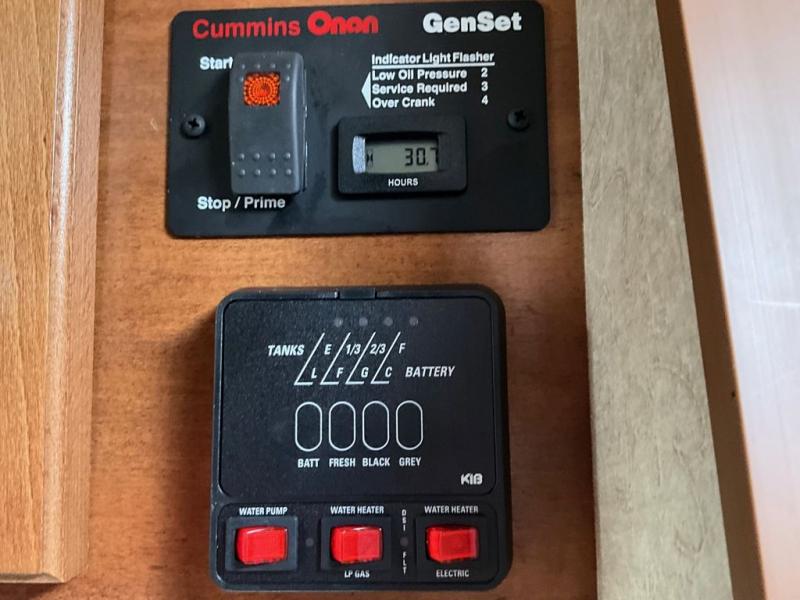 Cummins Onan GenSet
Start
Indicator Light Flasher
Low Oil Pressure 2
Service Required 3
Over Crank 4
30.7
HOURS
Stop / Prime
TANKS E 1/3 2/3 F
L F G C BATTERY
BATT FRESH BLACK GREY
KIB
WATER PUMP
WATER HEATER
DSI
WATER HEATER
FLT
LP GAS
ELECTRIC